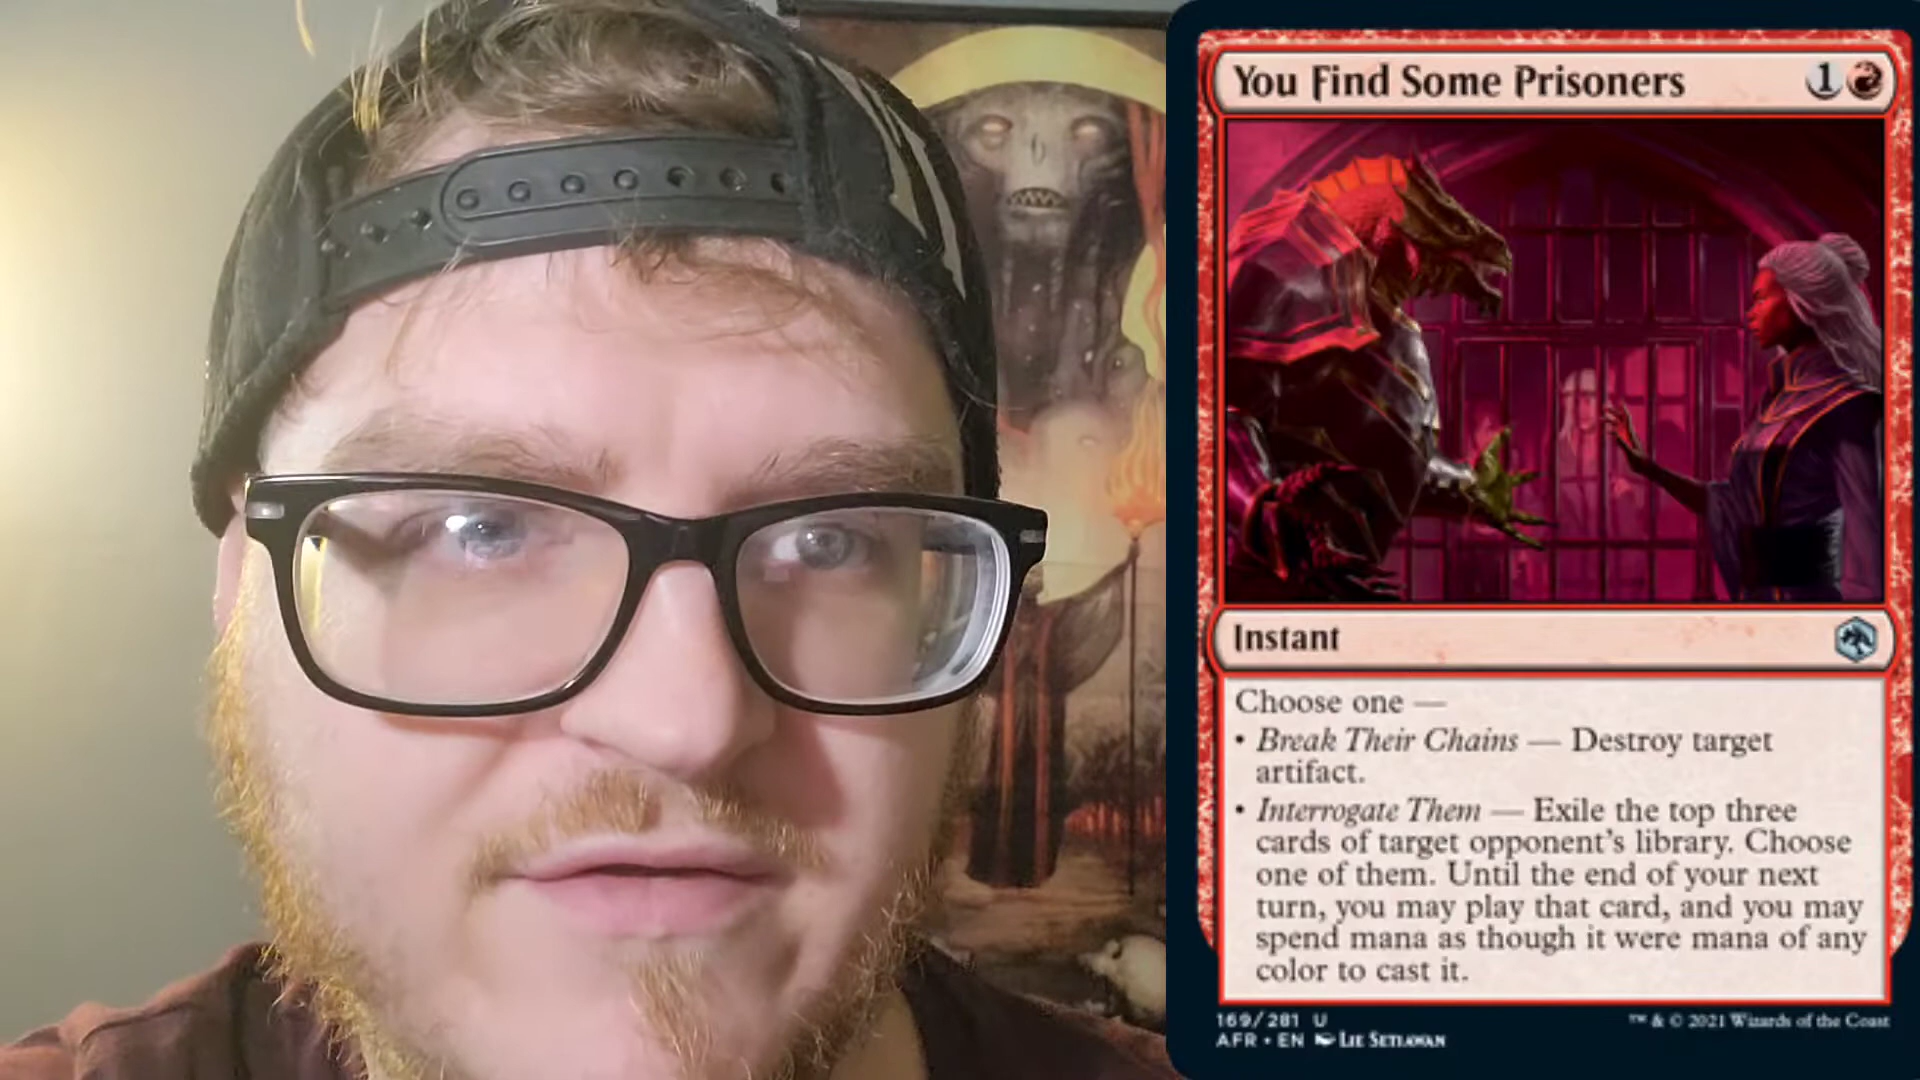 You Find Some Prisoners 1
Instant
Choose one —
• Break Their Chains — Destroy target
artifact.
• Interrogate Them — Exile the top three
cards of target opponent's library. Choose
one of them. Until the end of your next
turn, you may play that card, and you may
spend mana as though it were mana of any
color to cast it.
169/281 U
™ & © 2021 Wizards of the Coast
AFR • EN Lie Setiawan